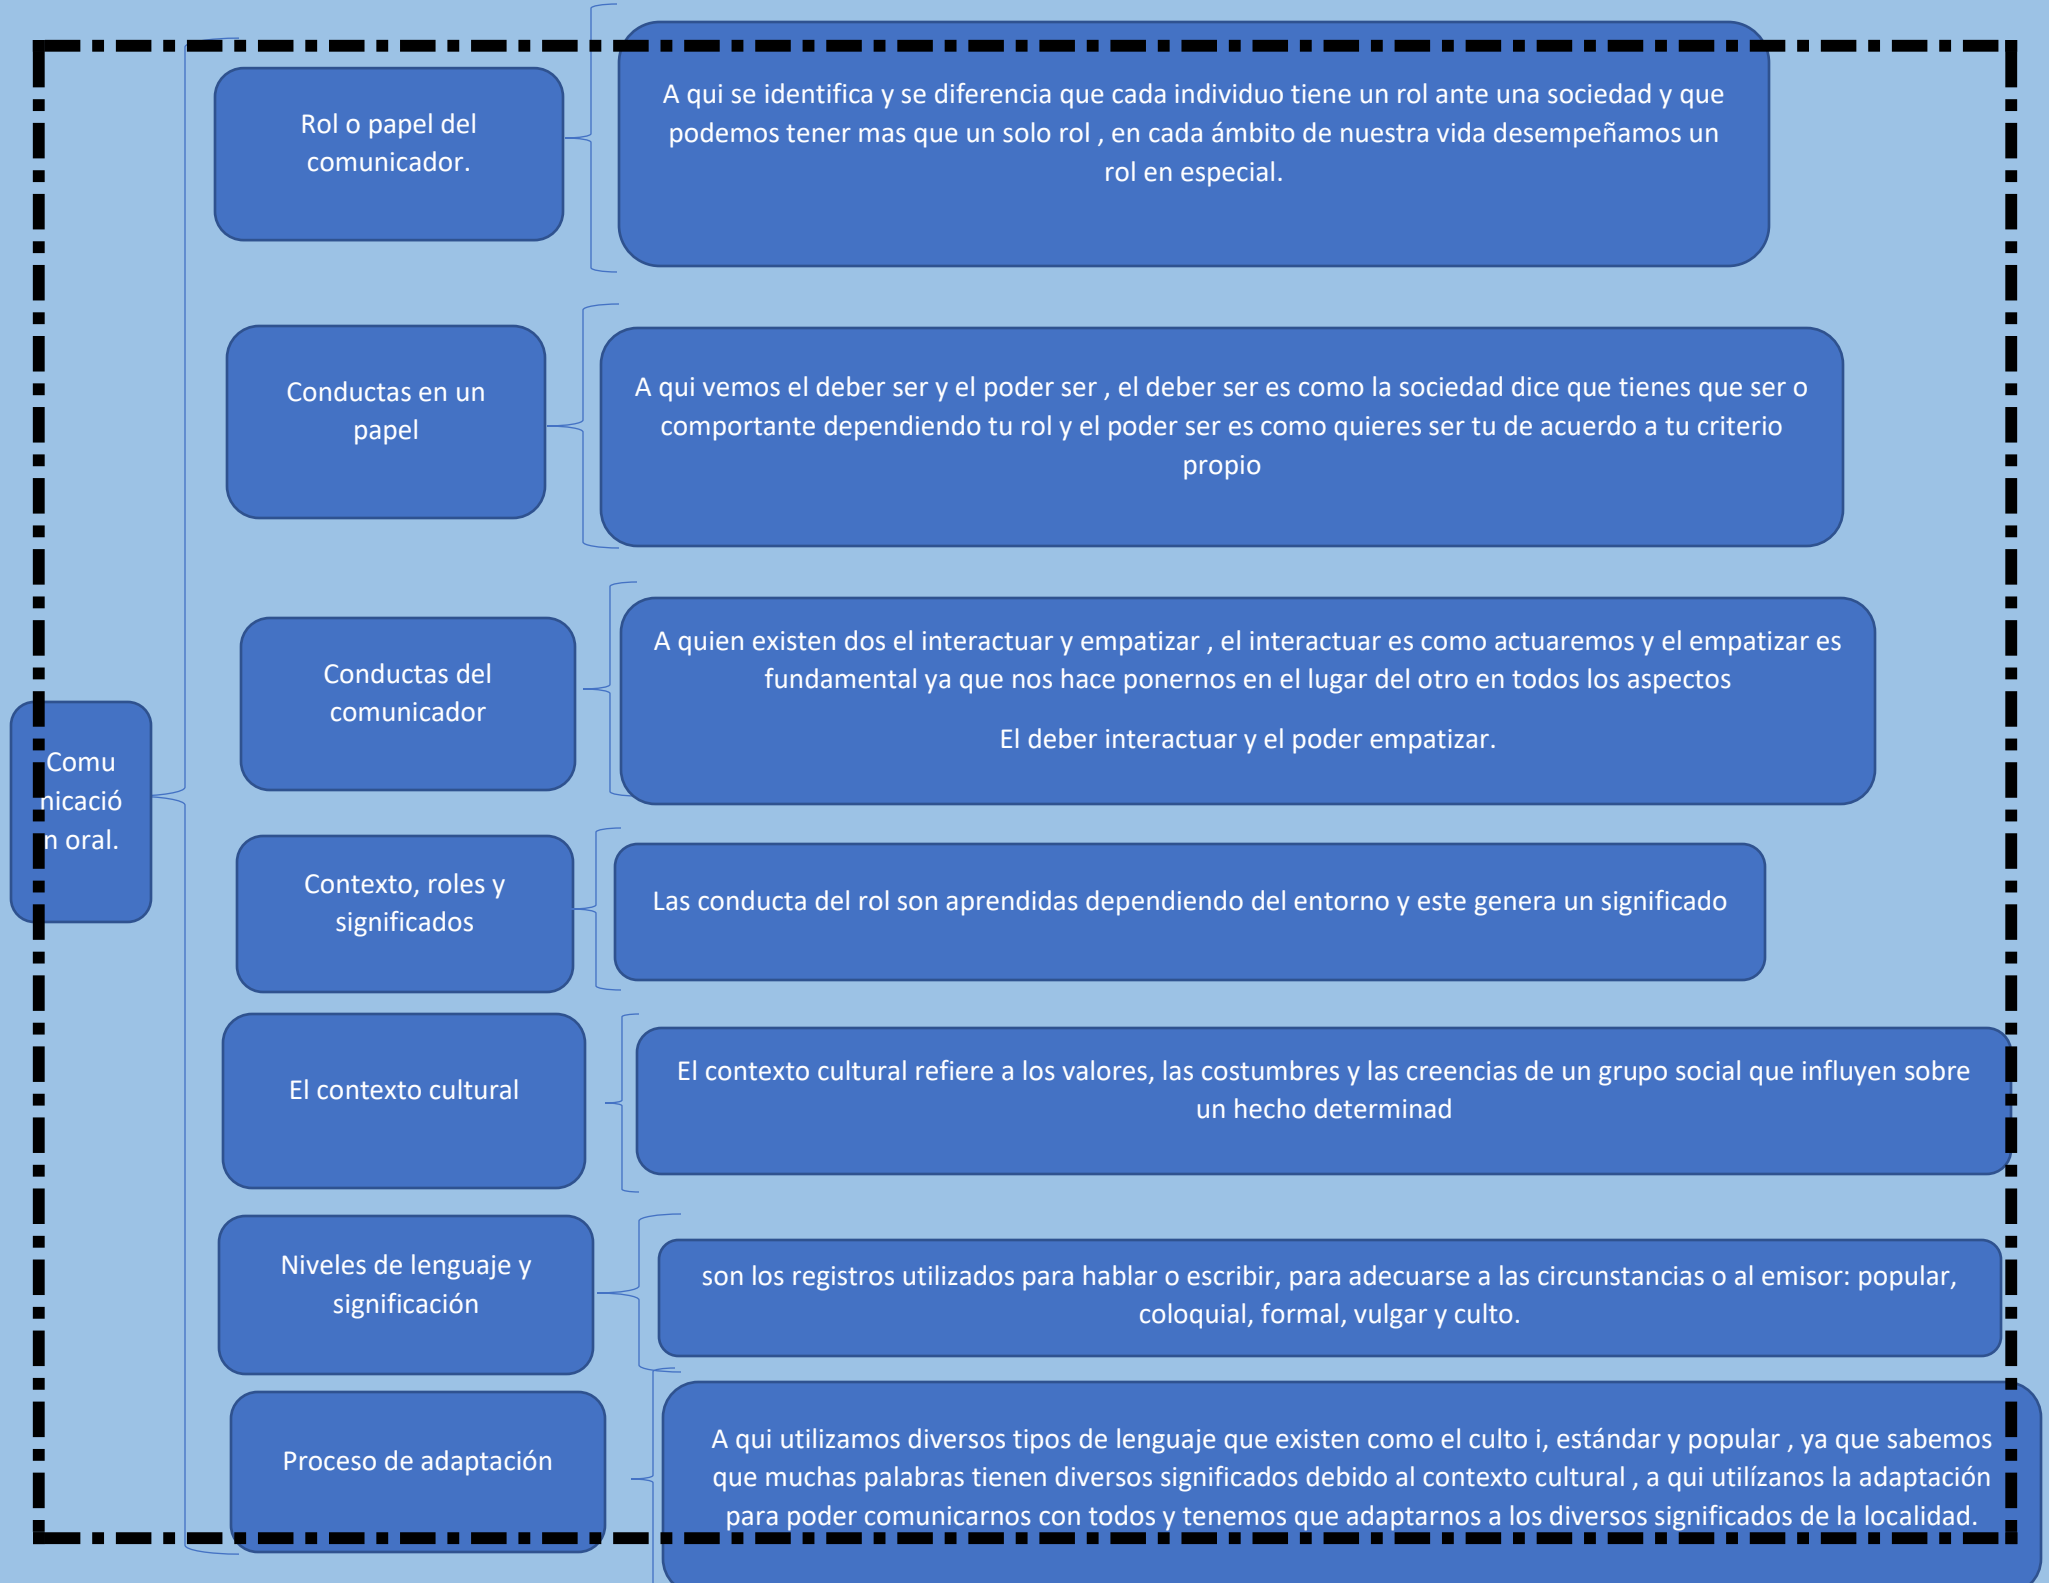 Comu
nicació
n oral.
Rol o papel del
comunicador.
A qui se identifica y se diferencia que cada individuo tiene un rol ante una sociedad y que
podemos tener mas que un solo rol , en cada ámbito de nuestra vida desempeñamos un
rol en especial.
Conductas en un
papel
A qui vemos el deber ser y el poder ser , el deber ser es como la sociedad dice que tienes que ser o
comportante dependiendo tu rol y el poder ser es como quieres ser tu de acuerdo a tu criterio
propio
Conductas del
comunicador
A quien existen dos el interactuar y empatizar , el interactuar es como actuaremos y el empatizar es
fundamental ya que nos hace ponernos en el lugar del otro en todos los aspectos
El deber interactuar y el poder empatizar.
Contexto, roles y
significados
Las conducta del rol son aprendidas dependiendo del entorno y este genera un significado
El contexto cultural
El contexto cultural refiere a los valores, las costumbres y las creencias de un grupo social que influyen sobre
un hecho determinad
Niveles de lenguaje y
significación
son los registros utilizados para hablar o escribir, para adecuarse a las circunstancias o al emisor: popular,
coloquial, formal, vulgar y culto.
Proceso de adaptación
A qui utilizamos diversos tipos de lenguaje que existen como el culto i, estándar y popular , ya que sabemos
que muchas palabras tienen diversos significados debido al contexto cultural , a qui utilízanos la adaptación
para poder comunicarnos con todos y tenemos que adaptarnos a los diversos significados de la localidad.